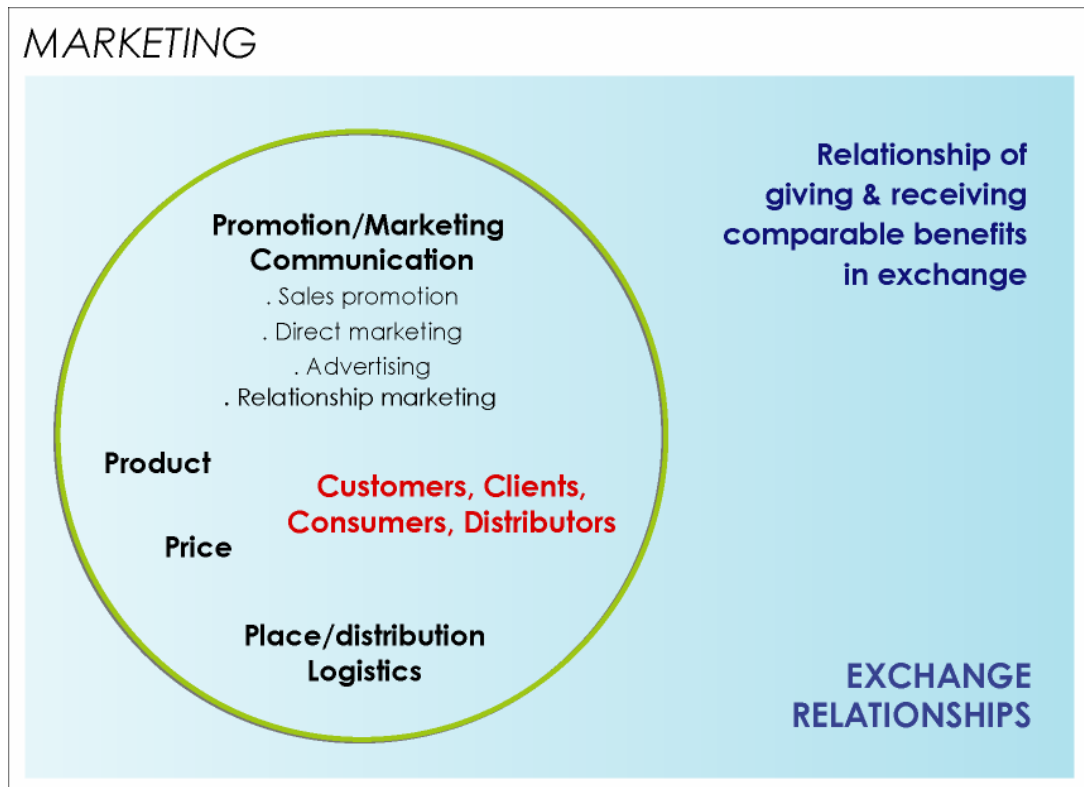 MARKETING
Promotion/Marketing
Communication
. Sales promotion
. Direct marketing
. Advertising
. Relationship marketing
Product
Customers, Clients,
Consumers, Distributors
Price
Place/distribution
Logistics
Relationship of
giving & receiving
comparable benefits
in exchange
EXCHANGE
RELATIONSHIPS